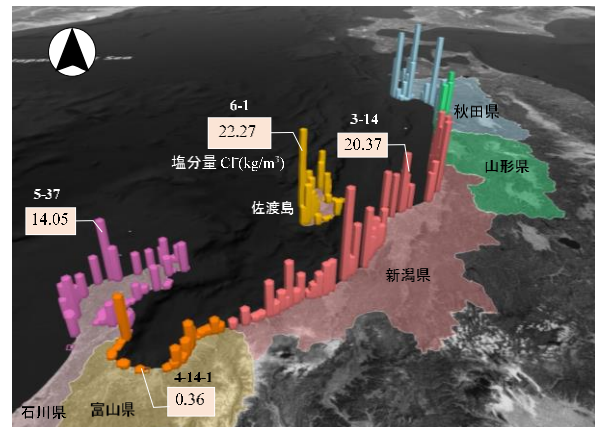 6-1
22.27
塩分量 Cl⁻(kg/m³)
3-14
20.37
秋田県
山形県
5-37
14.05
佐渡島
新潟県
4-14-1
0.36
石川県
富山県